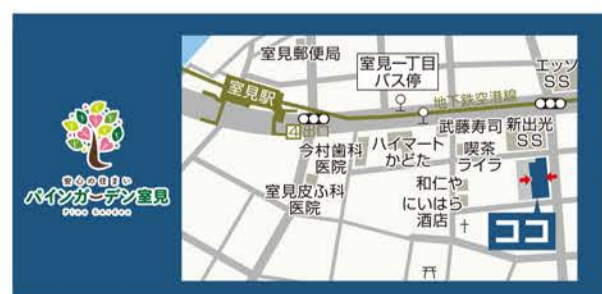 安心の住まい
パインガーデン室見
Pine Garden
室見郵便局
室見一丁目
バス停
エッソ
SS
室見駅
地下鉄空港線
4出口
今村歯科
医院
ハイマート
かどた
武藤寿司
喫茶
ライラ
新出光
SS
室見皮ふ科
医院
和仁や
にいはら
酒店
ココ